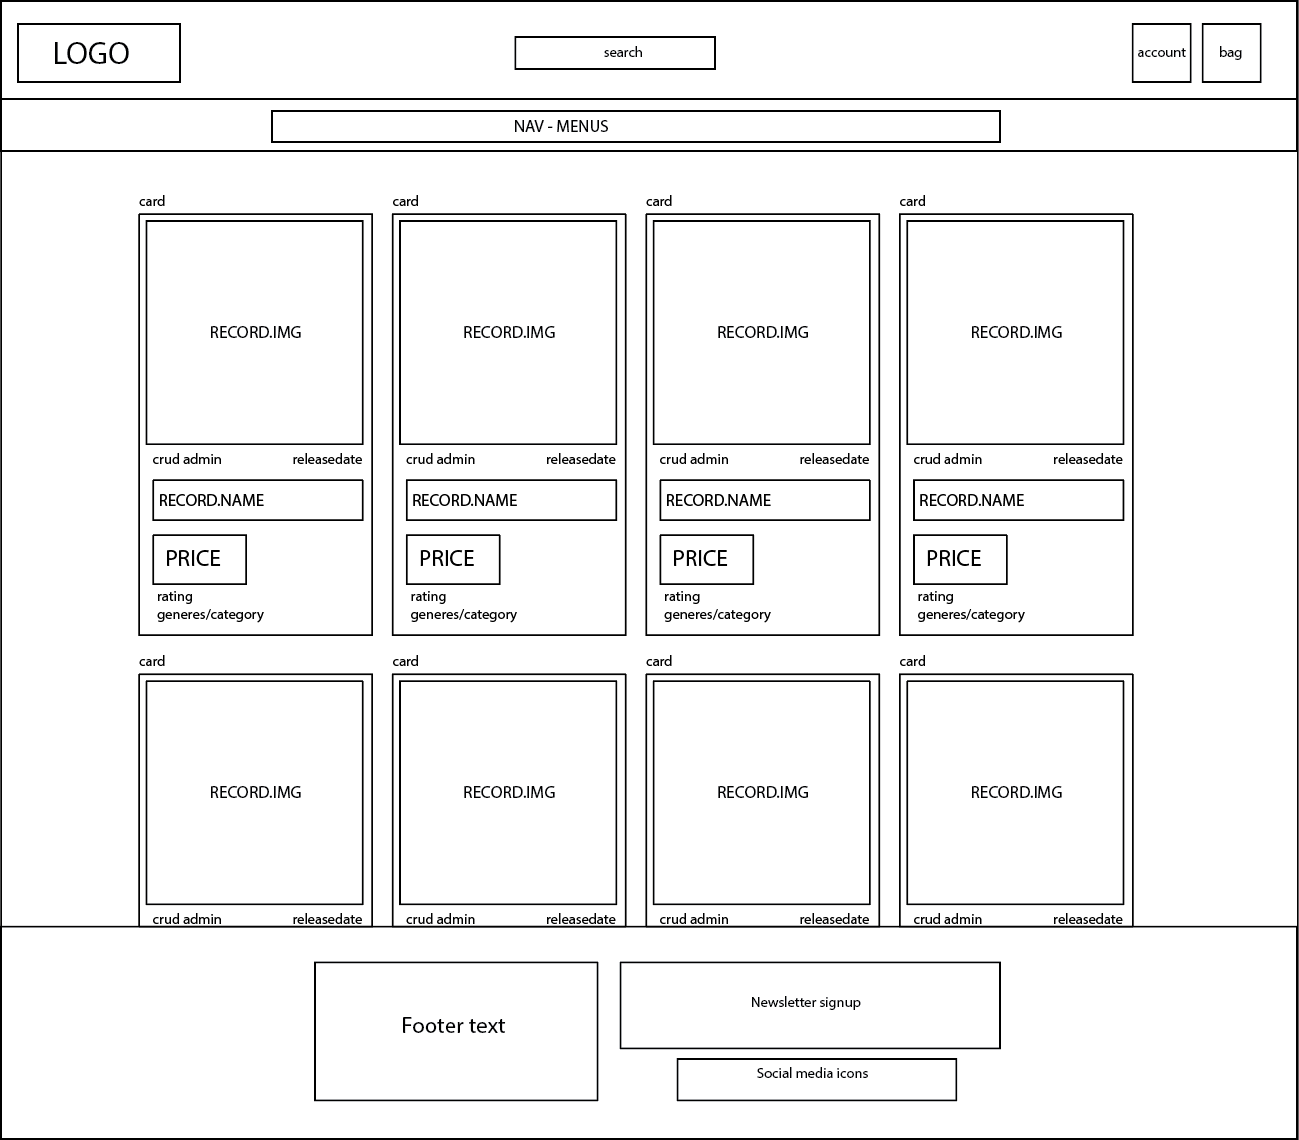 LOGO
search
account
bag
NAV - MENUS
card
card
card
card
RECORD.IMG
RECORD.IMG
RECORD.IMG
RECORD.IMG
crud admin releasedate
crud admin releasedate
crud admin releasedate
crud admin releasedate
RECORD.NAME
RECORD.NAME
RECORD.NAME
RECORD.NAME
PRICE
PRICE
PRICE
PRICE
rating
rating
rating
rating
generes/category
generes/category
generes/category
generes/category
card
card
card
card
RECORD.IMG
RECORD.IMG
RECORD.IMG
RECORD.IMG
crud admin releasedate
crud admin releasedate
crud admin releasedate
crud admin releasedate
Footer text
Newsletter signup
Social media icons